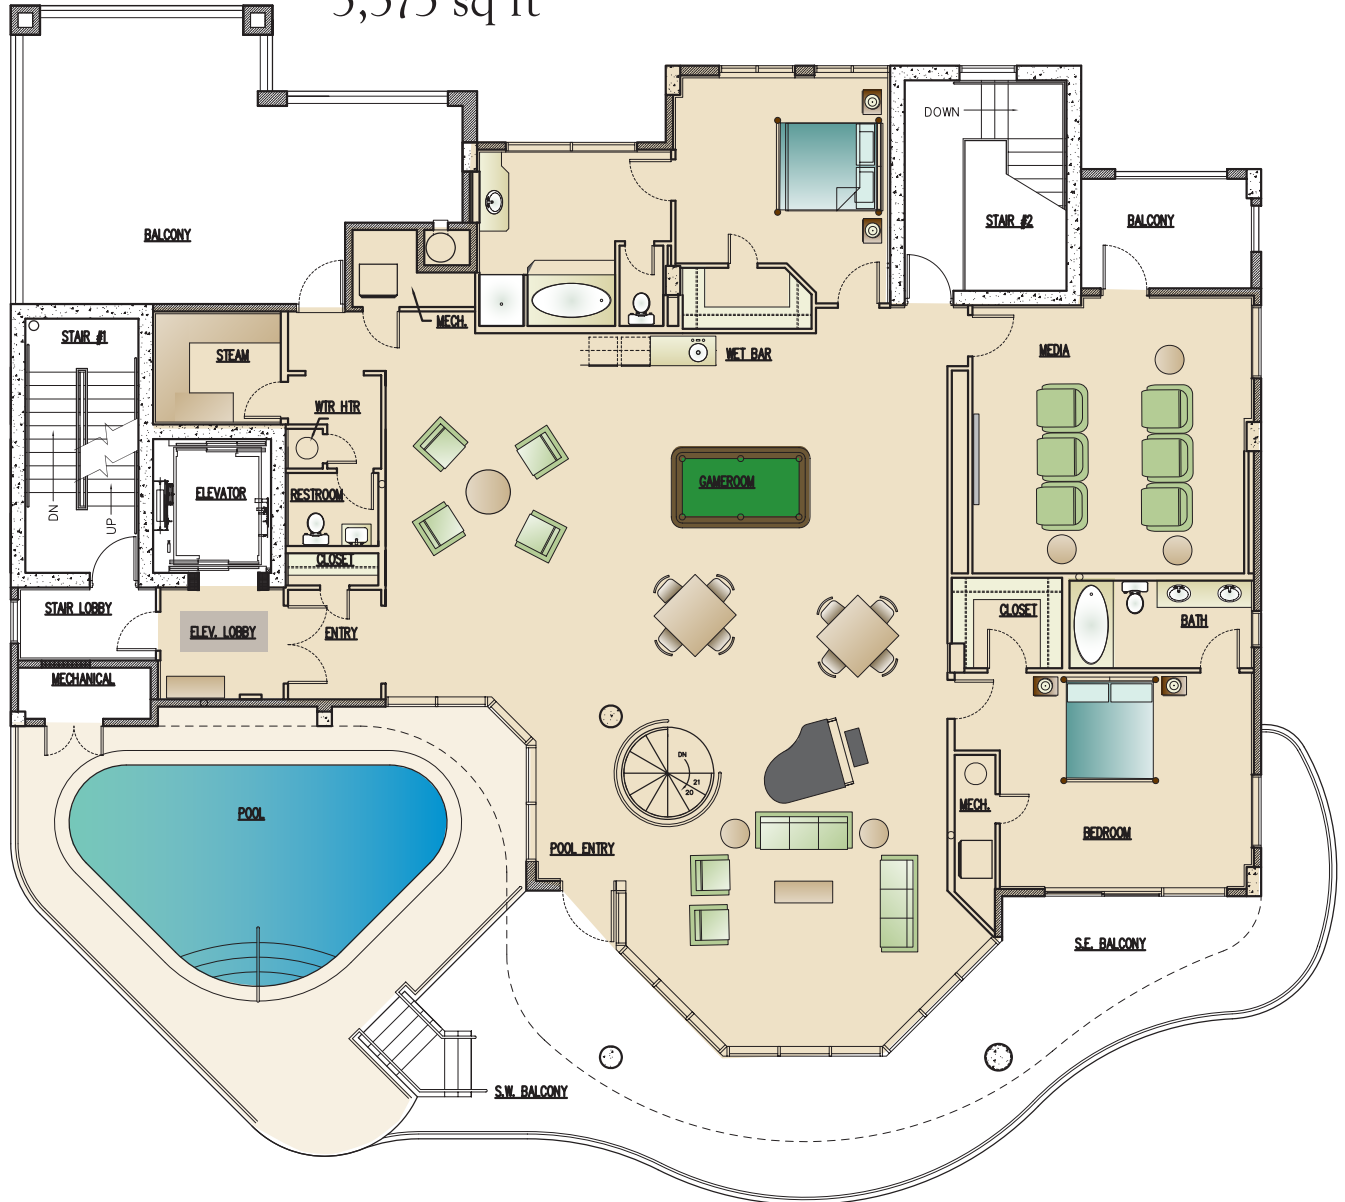 DOWN
BALCONY
STAIR #2
BALCONY
MECH.
STAIR #1
STEAM
WET BAR
MEDIA
WTR HTR
GAMEROOM
ELEVATOR
RESTROOM
DN
UP
CLOSET
STAIR LOBBY
ELEV. LOBBY
ENTRY
CLOSET
BATH
MECHANICAL
DN
21
20
POOL
MECH.
BEDROOM
POOL ENTRY
S.E. BALCONY
S.W. BALCONY